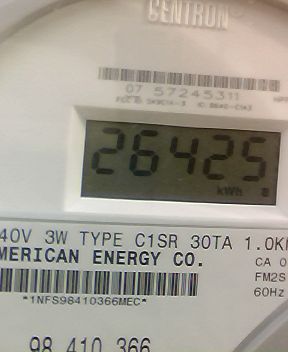 CENTRON
07 57245311
26425
kWh
40V 3W TYPE C1SR 30TA 1.0K
MERICAN ENERGY CO.
CA 0
FM2S
60Hz
*1NFS98410366MEC*
98 410 366